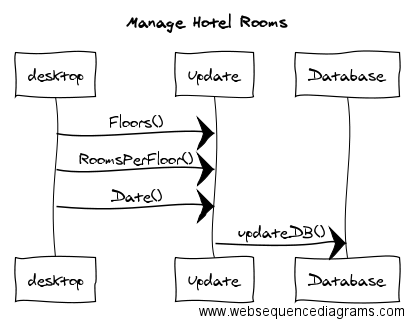 Manage Hotel Rooms
desktop
Update
Database
Floors()
RoomsPerFloor()
Date()
updateDB()
desktop
Update
Database
www.websequencediagrams.com